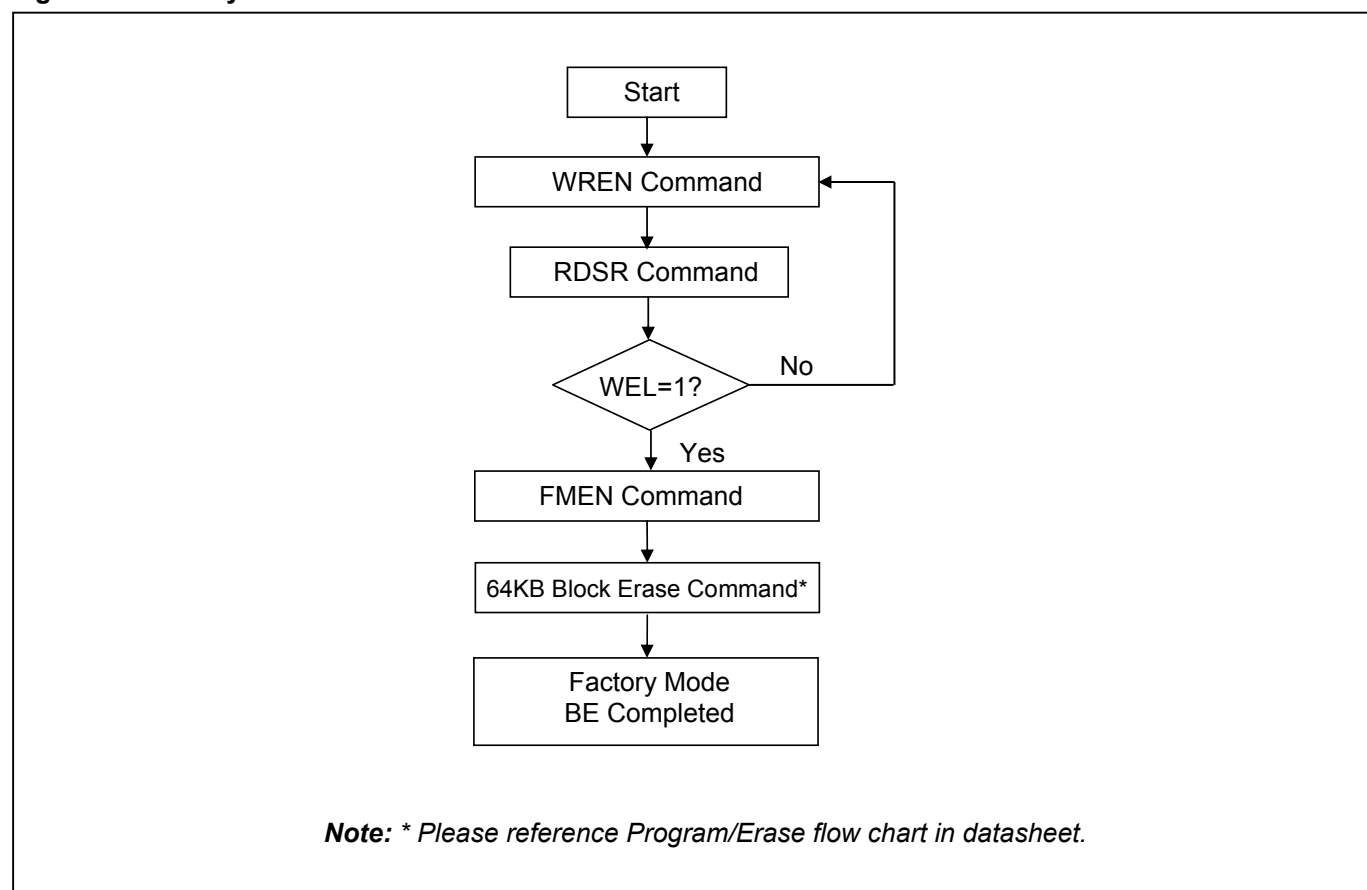 Start
WREN Command
RDSR Command
WEL=1?
No
Yes
FMEN Command
64KB Block Erase Command*
Factory Mode
BE Completed
Note: * Please reference Program/Erase flow chart in datasheet.